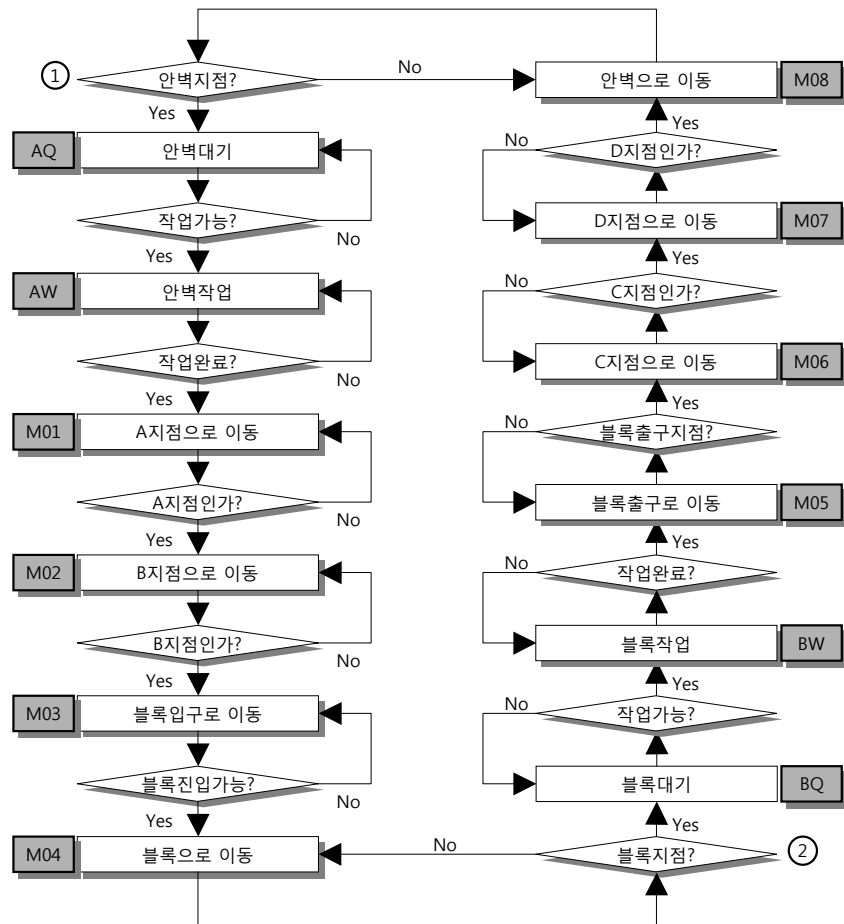 ① 안벽지점? No 안벽으로 이동 M08
Yes Yes
AQ 안벽대기 No D지점인가?
작업가능? No D지점으로 이동 M07
Yes Yes
AW 안벽작업 No C지점인가?
작업완료? No C지점으로 이동 M06
Yes Yes
M01 A지점으로 이동 No 블록출구지점?
A지점인가? No 블록출구로 이동 M05
Yes Yes
M02 B지점으로 이동 No 작업완료?
B지점인가? No 블록작업 BW
Yes Yes
M03 블록입구로 이동 No 작업가능?
블록진입가능? No 블록대기 BQ
Yes Yes
M04 블록으로 이동 No 블록지점? ②